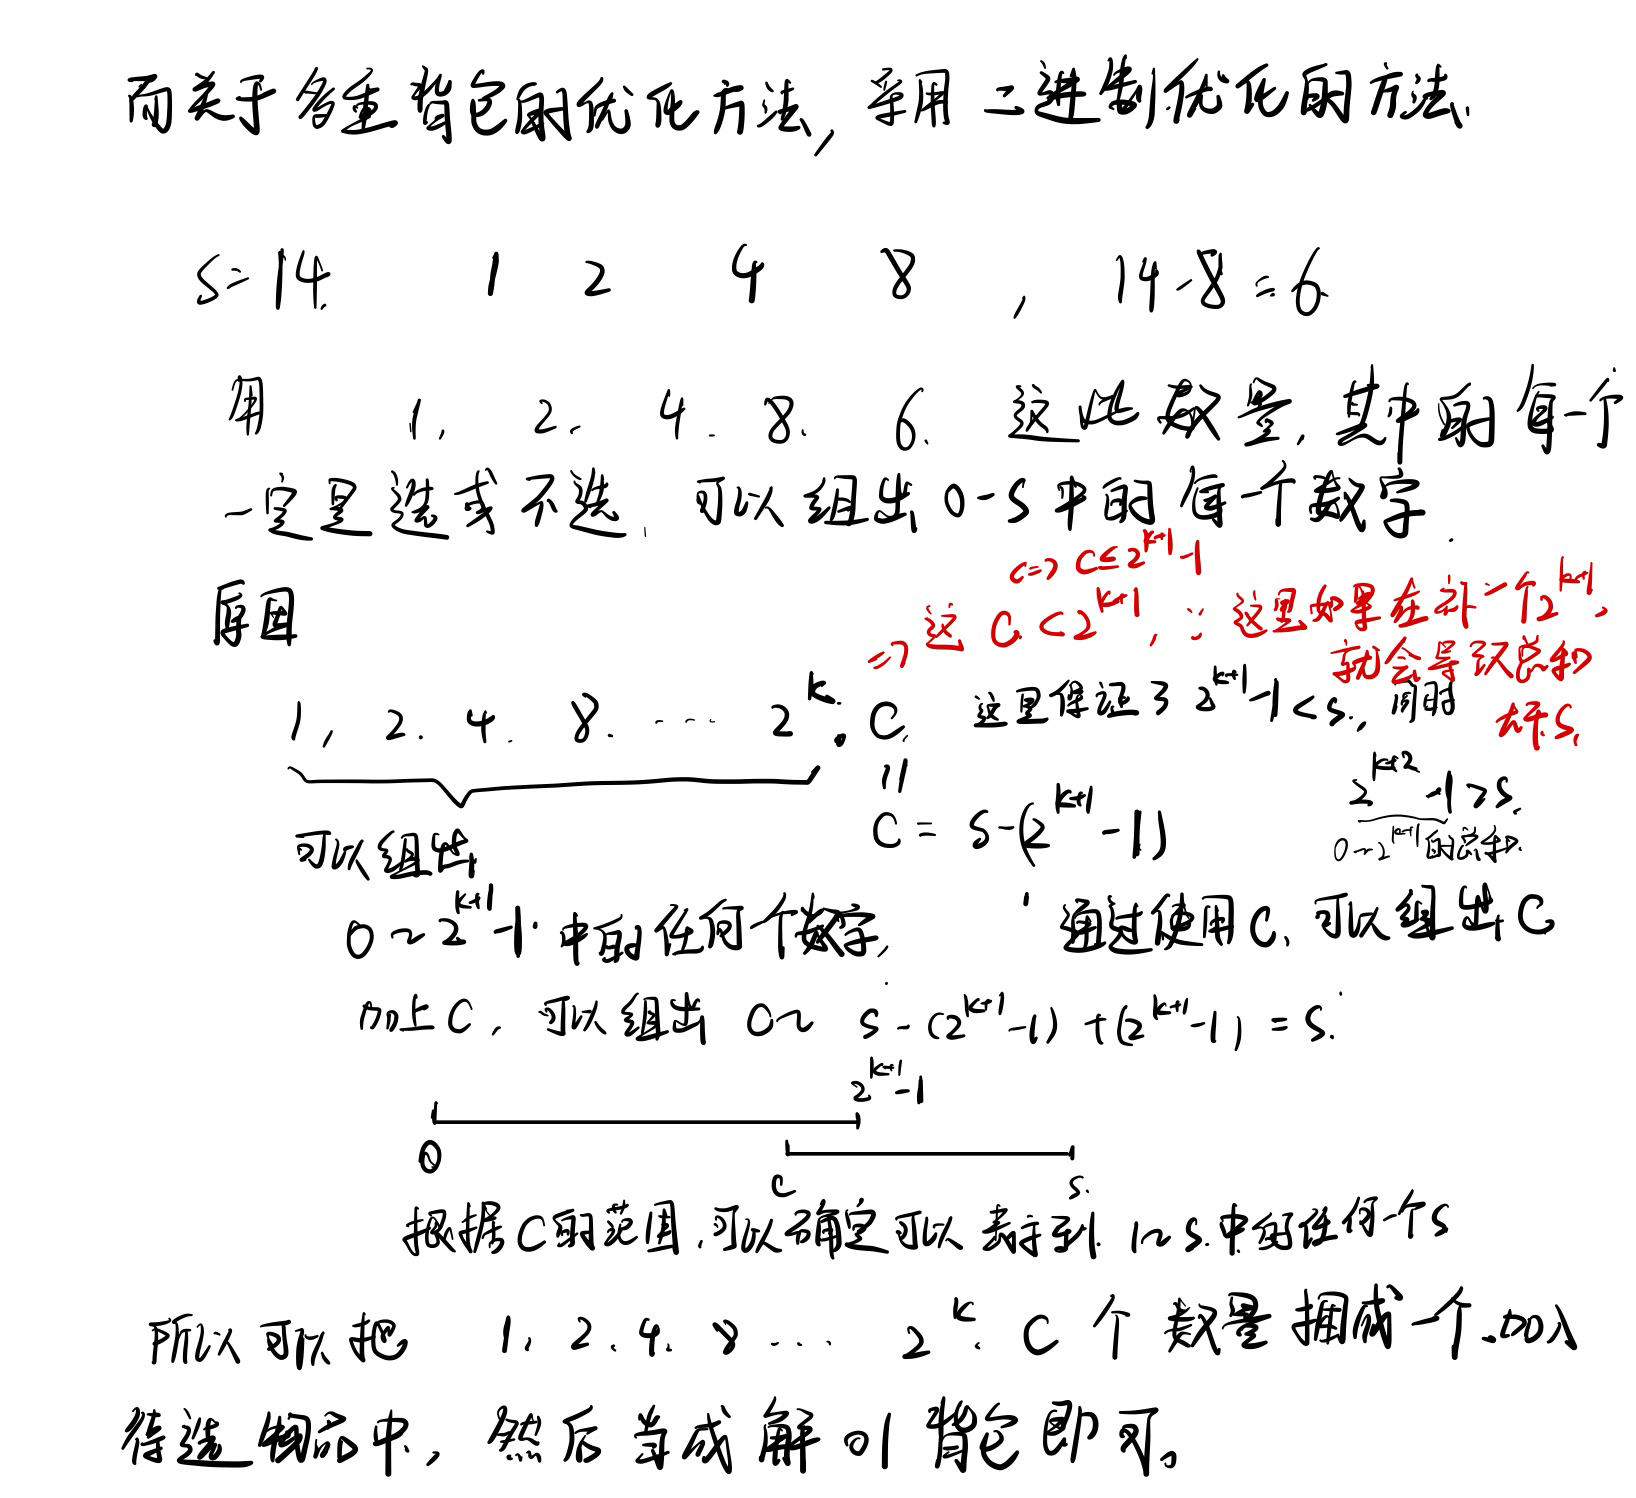 而关于多重背包的优化方法, 采用二进制优化的方法.
S=14. 1 2 4 8 , 14-8=6.
用 1, 2, 4. 8. 6. 这些数量, 其中的每一个
一定是选或不选, 可以组出 0-S 中的每一个数字.
<=> C≤2^{k+1}-1
原因
=> 这 C<2^{k+1}, ∵ 这里如果在补一个2^{k+1},
就会导致总和
大于S,
1, 2. 4. 8. ... 2^k. C. 这里保证了 2^{k+1}-1<S., 同时
2^{k+2}-1>S.
0~2^{k+1}的总和.
C = S-(2^{k+1}-1)
可以组出
0~2^{k+1}-1 中的任何一个数字,
通过使用C, 可以组出C
加上C, 可以组出 0~ S-(2^{k+1}-1)+(2^{k+1}-1)=S.
2^{k+1}-1
0
C S.
根据C的范围,可以确定可以表示到 1~S.中的任何一个S
所以可以把 1, 2. 4. 8 ... 2^k. C 个 数量捆成一个.加入
待选物品中, 然后当成解01背包即可。